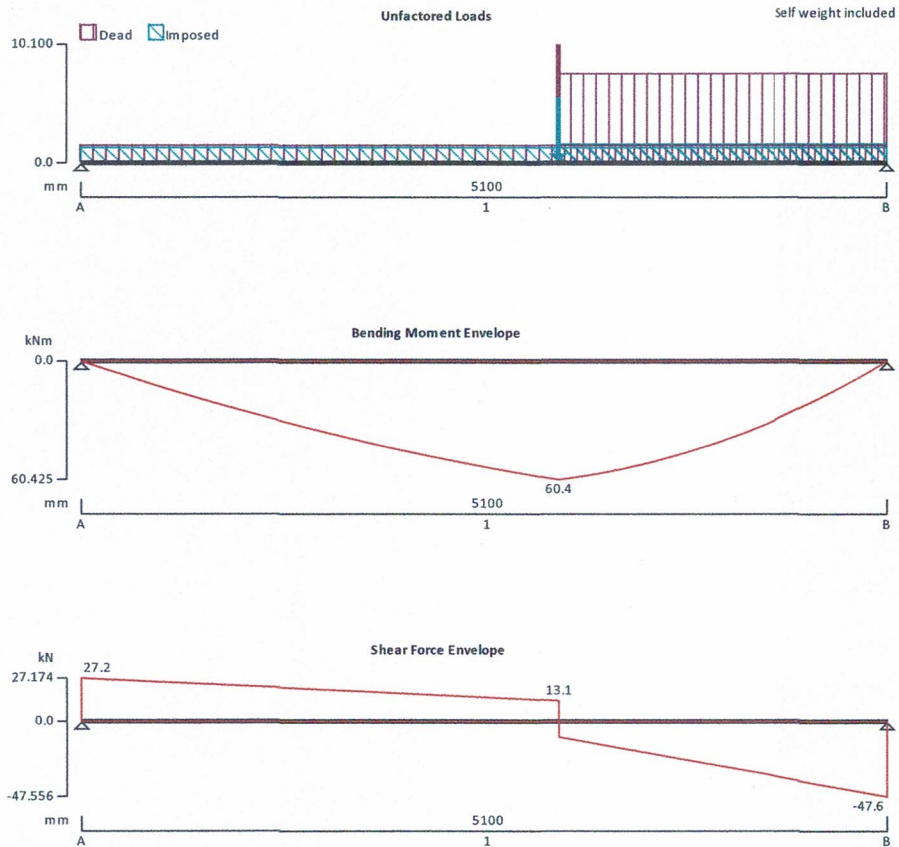 Unfactored Loads
Self weight included
Dead Imposed
10.100
0.0
mm
5100
A 1 B
Bending Moment Envelope
kNm
0.0
60.425
60.4
mm
5100
A 1 B
Shear Force Envelope
kN
27.174
27.2
13.1
0.0
-47.556
-47.6
mm
5100
A 1 B